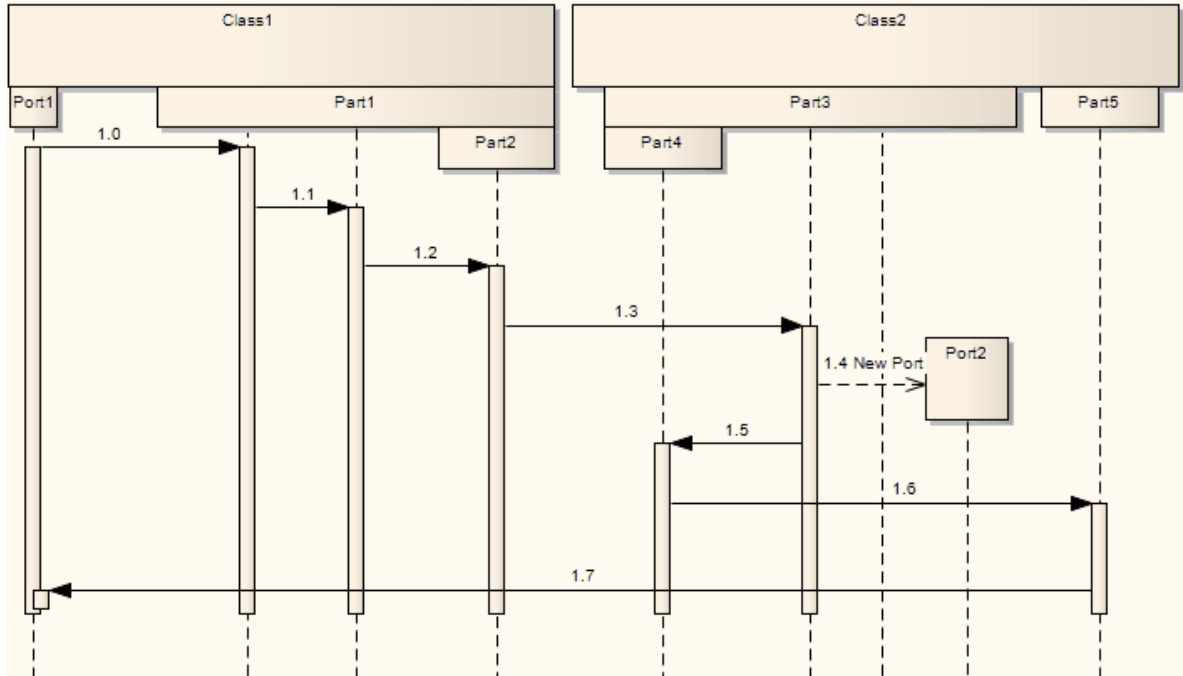 Class1
Class2
Port1
Part1
Part3
Part5
Part2
Part4
1.0
1.1
1.2
1.3
1.4 New Port
Port2
1.5
1.6
1.7